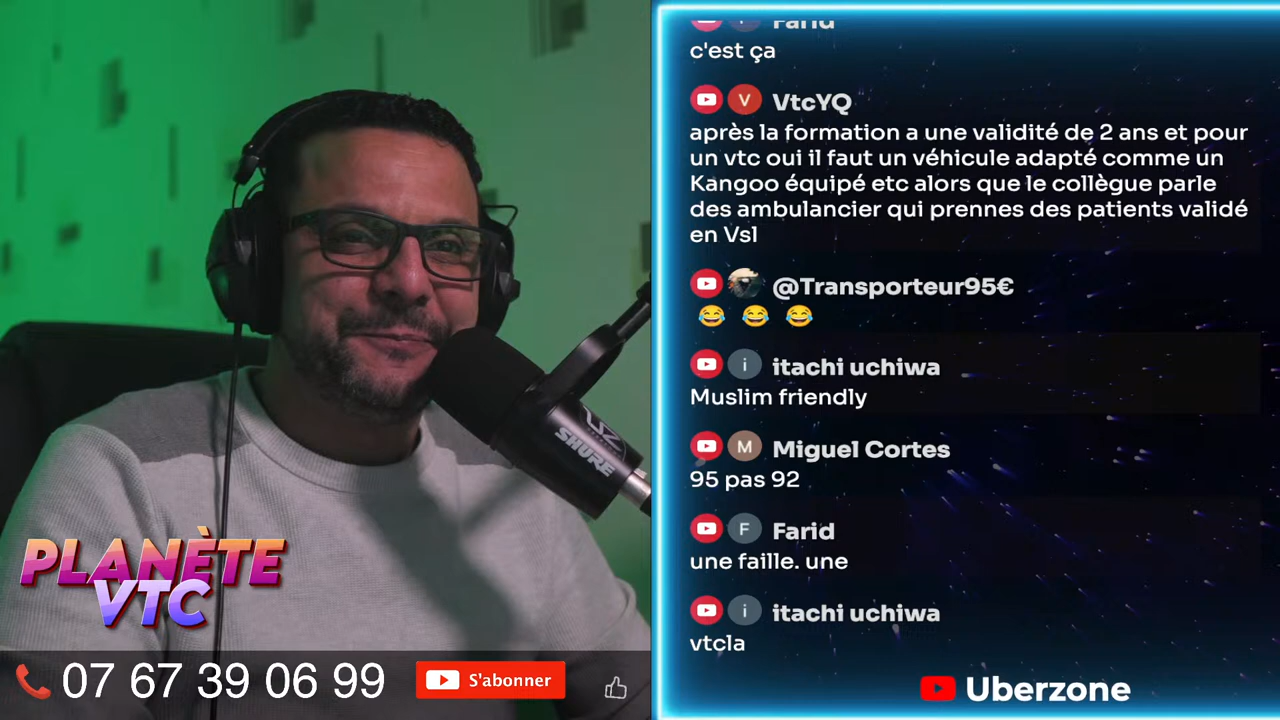 Farid
c'est ça
V
VtcYQ
après la formation a une validité de 2 ans et pour
un vtc oui il faut un véhicule adapté comme un
Kangoo équipé etc alors que le collègue parle
des ambulancier qui prennes des patients validé
en Vsl
@Transporteur95€
i
itachi uchiwa
Muslim friendly
M
Miguel Cortes
95 pas 92
F
Farid
une faille. une
i
itachi uchiwa
vtcla
Uberzone
SHURE
PLANÈTE
VTC
07 67 39 06 99
S'abonner